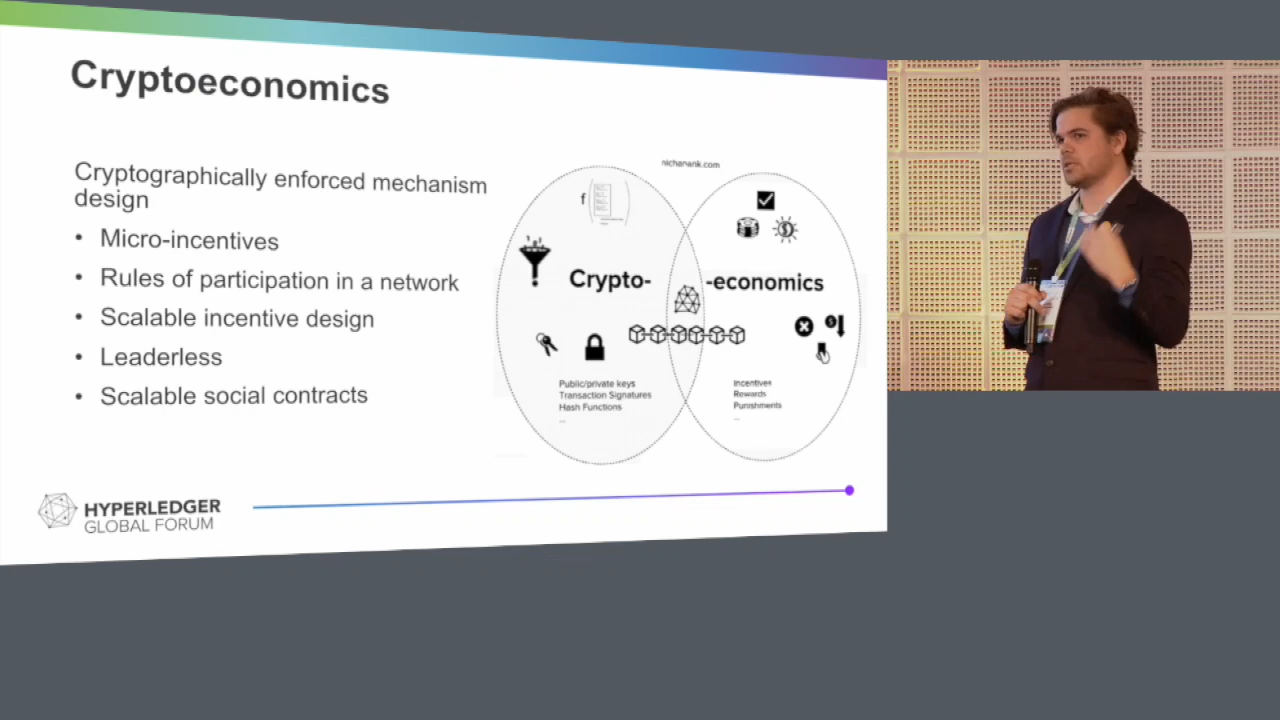 Cryptoeconomics
Cryptographically enforced mechanism
design
• Micro-incentives
• Rules of participation in a network
• Scalable incentive design
• Leaderless
• Scalable social contracts
nichanank.com
f
Crypto-
-economics
Public/private keys
Transaction Signatures
Hash Functions
...
Incentives
Rewards
Punishments
...
HYPERLEDGER
GLOBAL FORUM